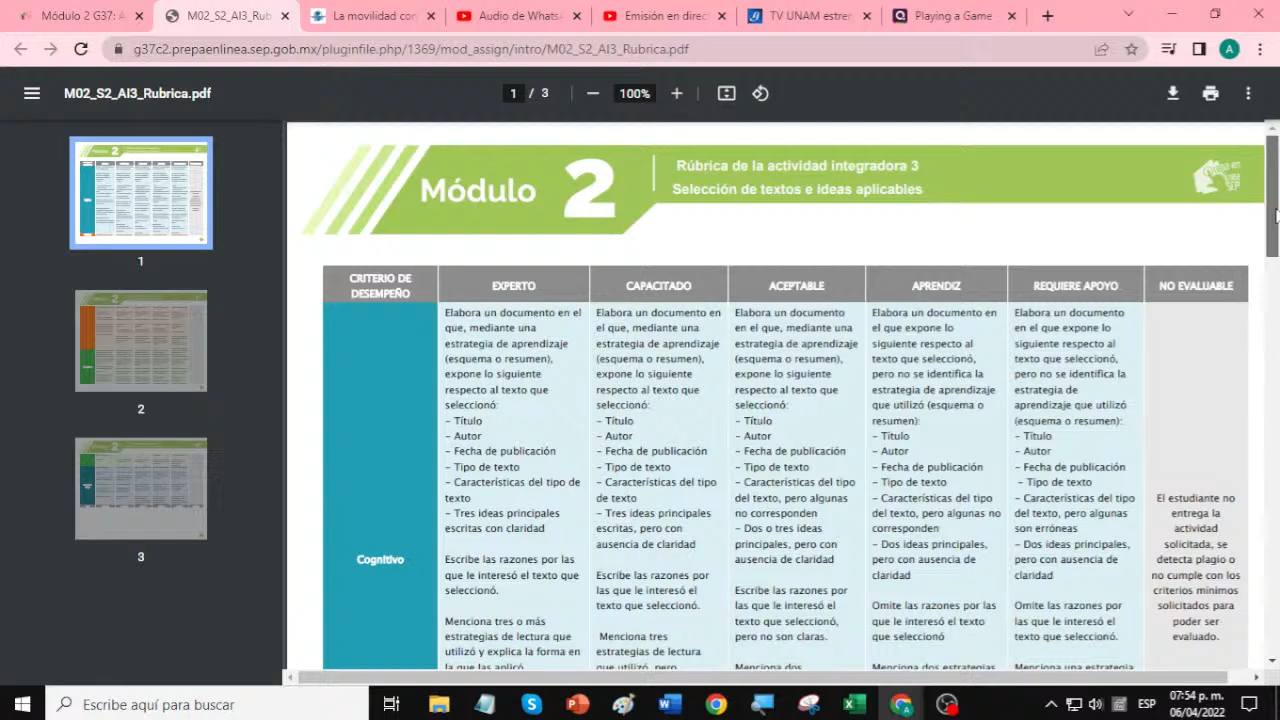 Módulo 2 G37:
M02_S2_AI3_Rub
La movilidad con
Audio de Whats
Emisión en direc
TV UNAM estrer
Playing a Game
g37c2.prepaenlinea.sep.gob.mx/pluginfile.php/1369/mod_assign/intro/M02_S2_AI3_Rubrica.pdf
A
M02_S2_AI3_Rubrica.pdf
1 / 3
100%
1
2
3
Módulo 2
Rúbrica de la actividad integradora 3
Selección de textos e ideas aplicables
CRITERIO DE
DESEMPEÑO
EXPERTO
CAPACITADO
ACEPTABLE
APRENDIZ
REQUIERE APOYO
NO EVALUABLE
Cognitivo
Elabora un documento en el
que, mediante una
estrategia de aprendizaje
(esquema o resumen),
expone lo siguiente
respecto al texto que
seleccionó:
– Título
– Autor
– Fecha de publicación
– Tipo de texto
– Características del tipo de
texto
– Tres ideas principales
escritas con claridad
Escribe las razones por las
que le interesó el texto que
seleccionó.
Menciona tres o más
estrategias de lectura que
utilizó y explica la forma en
la que las aplicó
Elabora un documento en
el que, mediante una
estrategia de aprendizaje
(esquema o resumen),
expone lo siguiente
respecto al texto que
seleccionó:
– Título
– Autor
– Fecha de publicación
– Tipo de texto
– Características del tipo
de texto
– Tres ideas principales
escritas, pero con
ausencia de claridad
Escribe las razones por
las que le interesó el
texto que seleccionó.
Menciona tres
estrategias de lectura
que utilizó, pero
Elabora un documento
en el que, mediante una
estrategia de aprendizaje
(esquema o resumen),
expone lo siguiente
respecto al texto que
seleccionó:
– Título
– Autor
– Fecha de publicación
– Tipo de texto
– Características del tipo
del texto, pero algunas
no corresponden
– Dos o tres ideas
principales, pero con
ausencia de claridad
Escribe las razones por
las que le interesó el
texto que seleccionó,
pero no son claras.
Menciona dos
Elabora un documento en
el que expone lo
siguiente respecto al
texto que seleccionó,
pero no se identifica la
estrategia de aprendizaje
que utilizó (esquema o
resumen):
– Título
– Autor
– Fecha de publicación
– Tipo de texto
– Características del tipo
del texto, pero algunas no
corresponden
– Dos ideas principales,
pero con ausencia de
claridad
Omite las razones por las
que le interesó el texto
que seleccionó
Menciona dos estrategias
Elabora un documento
en el que expone lo
siguiente respecto al
texto que seleccionó,
pero no se identifica la
estrategia de
aprendizaje que utilizó
(esquema o resumen):
– Título
– Autor
– Fecha de publicación
– Tipo de texto
– Características del tipo
del texto, pero algunas
son erróneas
– Dos ideas principales,
pero con ausencia de
claridad
Omite las razones por
las que le interesó el
texto que seleccionó.
Menciona una estrategia
El estudiante no
entrega la
actividad
solicitada, se
detecta plagio o
no cumple con los
criterios mínimos
solicitados para
poder ser
evaluado.
Escribe aquí para buscar
ESP
07:54 p. m.
06/04/2022